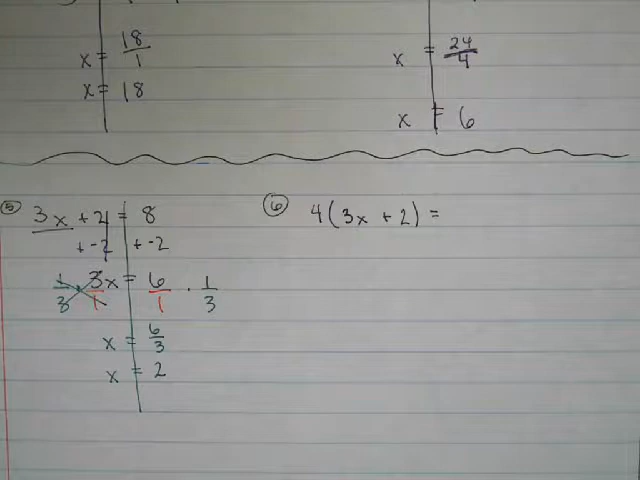 x = 18/1
x = 18
x = 24/4
x = 6
⑤ 3x + 2 = 8
+ -2 + -2
1/3 · 3x/1 = 6/1 · 1/3
x = 6/3
x = 2
⑥ 4(3x + 2) =